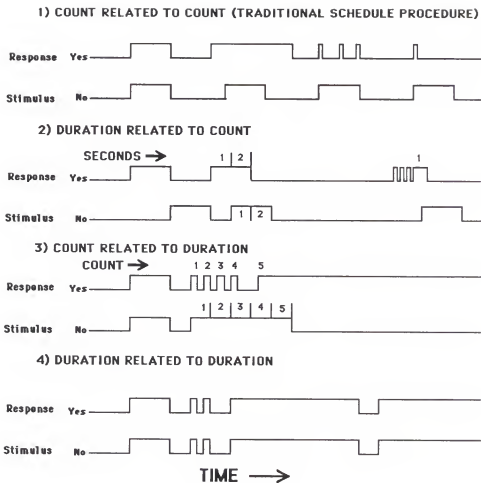 1) COUNT RELATED TO COUNT (TRADITIONAL SCHEDULE PROCEDURE)
Response Yes
Stimulus No
2) DURATION RELATED TO COUNT
SECONDS → 1 2 1
Response Yes
Stimulus No 1 2
3) COUNT RELATED TO DURATION
COUNT → 1 2 3 4 5
Response Yes
1 2 3 4 5
Stimulus No
4) DURATION RELATED TO DURATION
Response Yes
Stimulus No
TIME →